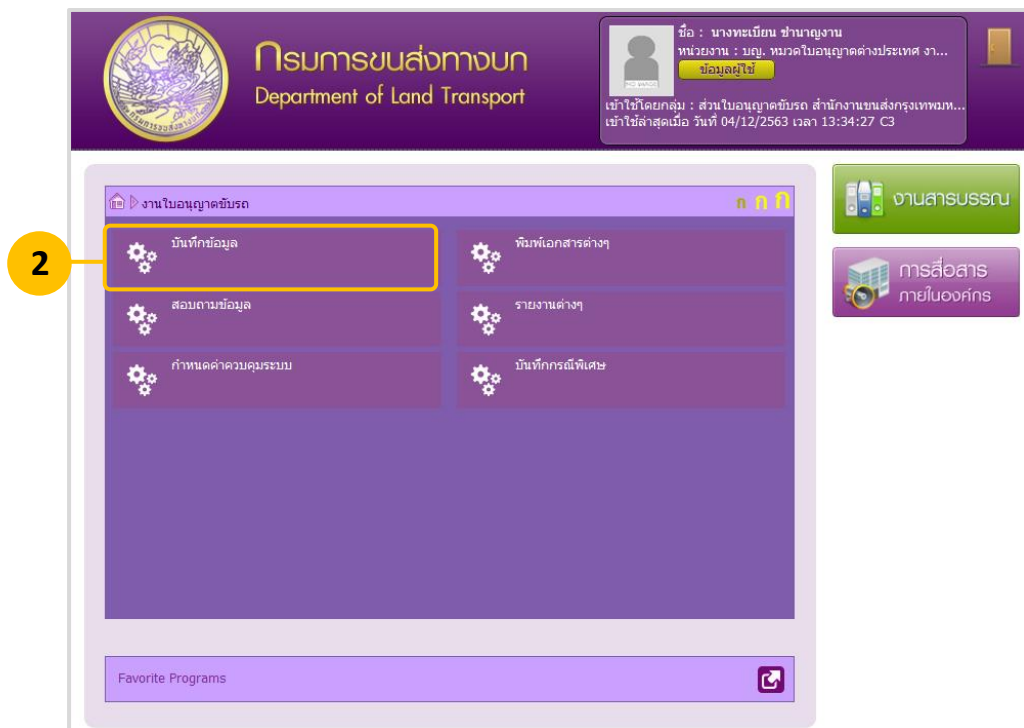 กรมการขนส่งทางบก
Department of Land Transport
ชื่อ : นางทะเบียน ชำนาญงาน
หน่วยงาน : บญ. หมวดใบอนุญาตต่างประเทศ งา...
ข้อมูลผู้ใช้
NO IMAGE
เข้าใช้โดยกลุ่ม : ส่วนใบอนุญาตขับรถ สำนักงานขนส่งกรุงเทพมห...
เข้าใช้ล่าสุดเมื่อ วันที่ 04/12/2563 เวลา 13:34:27 C3
งานใบอนุญาตขับรถ
ก ก ก
2
บันทึกข้อมูล
พิมพ์เอกสารต่างๆ
สอบถามข้อมูล
รายงานต่างๆ
กำหนดค่าควบคุมระบบ
บันทึกกรณีพิเศษ
งานสารบรรณ
การสื่อสาร
ภายในองค์กร
Favorite Programs